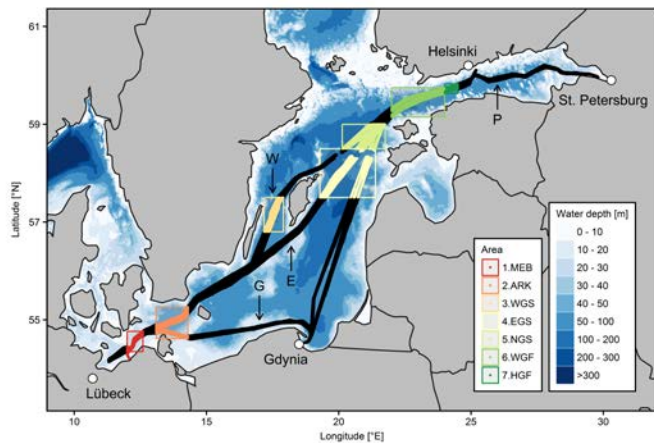 61
59
57
55
Latitude [°N]
10
15
20
25
30
Longitude [°E]
Helsinki
St. Petersburg
P
W
E
G
Gdynia
Lübeck
Area
1.MEB
2.ARK
3.WGS
4.EGS
5.NGS
6.WGF
7.HGF
Water depth [m]
0 - 10
10 - 20
20 - 30
30 - 40
40 - 50
50 - 100
100 - 200
200 - 300
>300